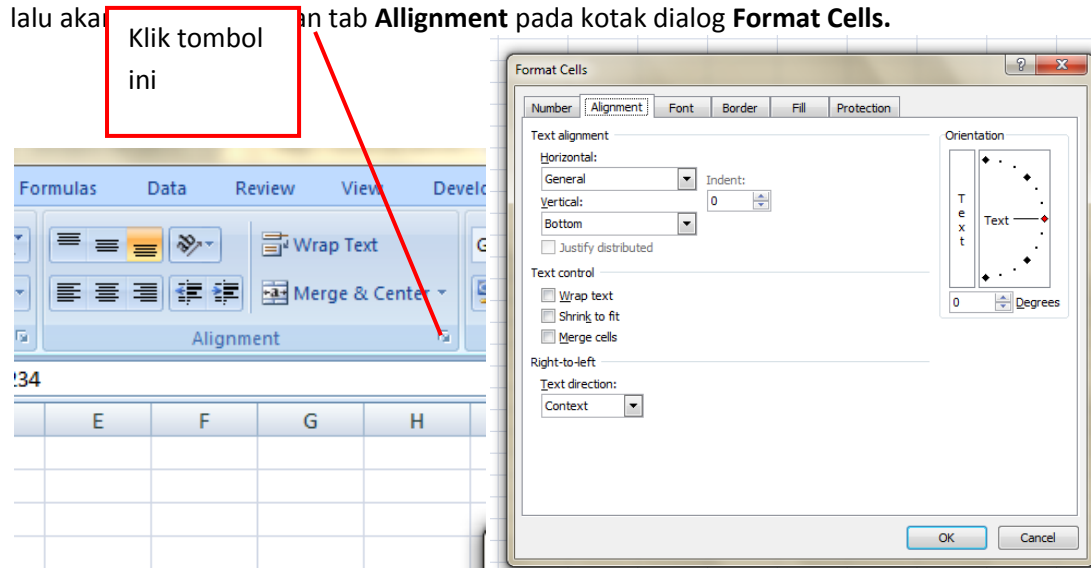 lalu aka an tab Allignment pada kotak dialog Format Cells.
Klik tombol
ini
Formulas Data Review View Develo
Wrap Text
Merge & Center
Alignment
234
E F G H
Format Cells
Number Alignment Font Border Fill Protection
Text alignment
Horizontal:
General
Indent:
0
Vertical:
Bottom
Justify distributed
Text control
Wrap text
Shrink to fit
Merge cells
Right-to-left
Text direction:
Context
Orientation
Text
Text
0 Degrees
OK Cancel